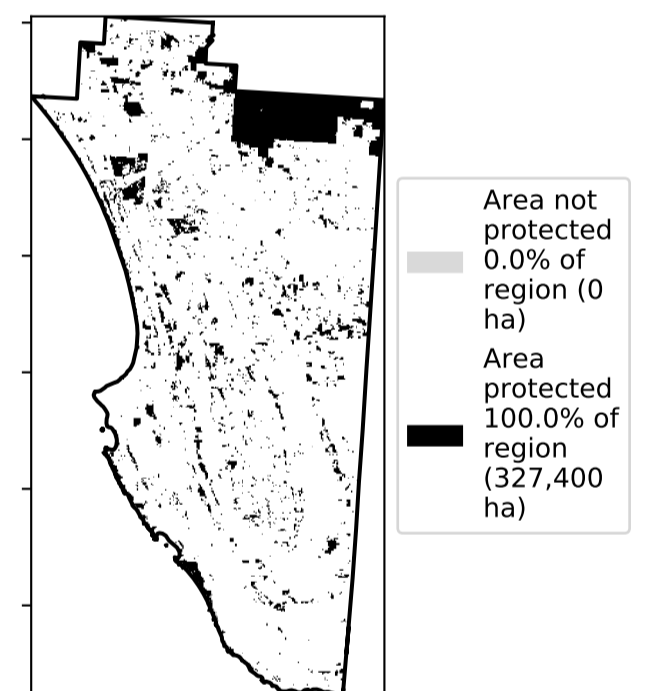 Area not
protected
0.0% of
region (0
ha)
Area
protected
100.0% of
region
(327,400
ha)